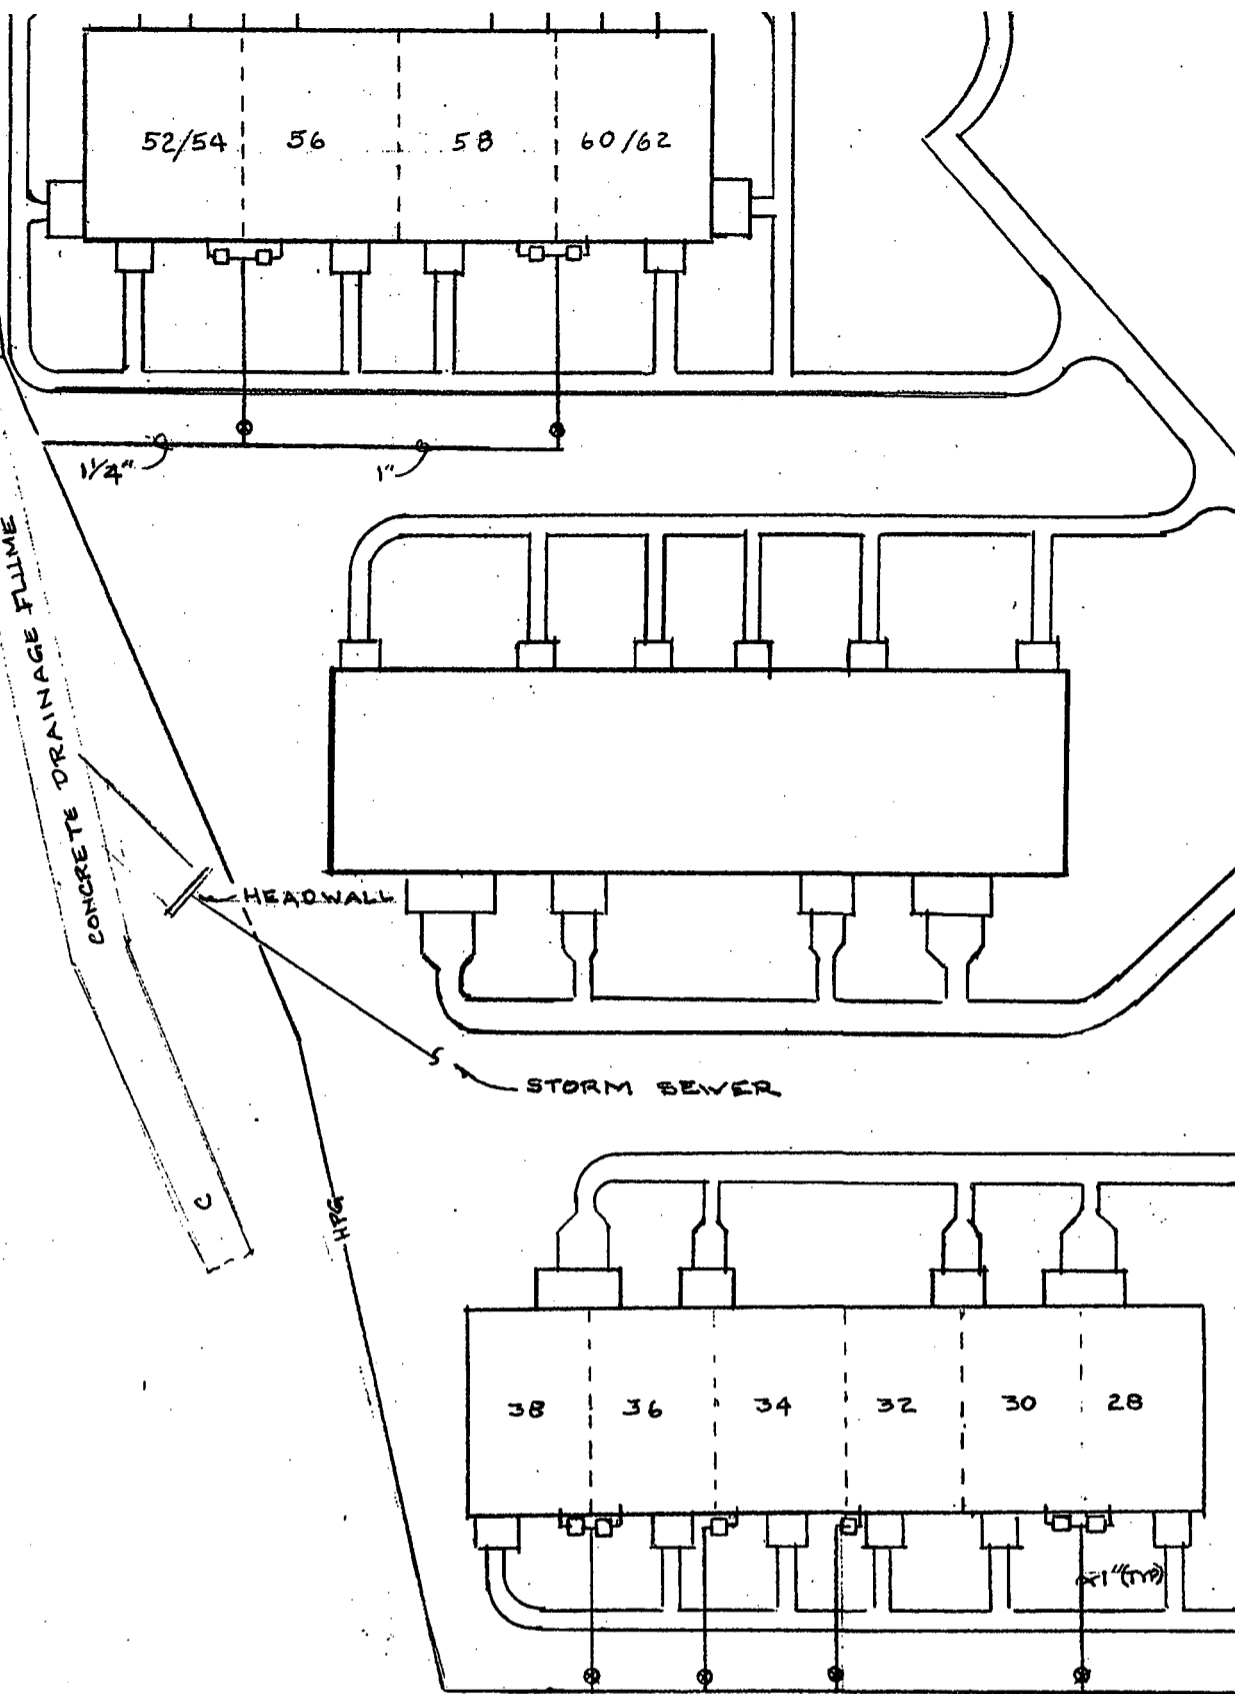 52/54 56 58 60/62
1 1/4" 1"
CONCRETE DRAINAGE FLUME
HEADWALL
STORM SEWER
C
HPG
38 36 34 32 30 28
1" (TYP)